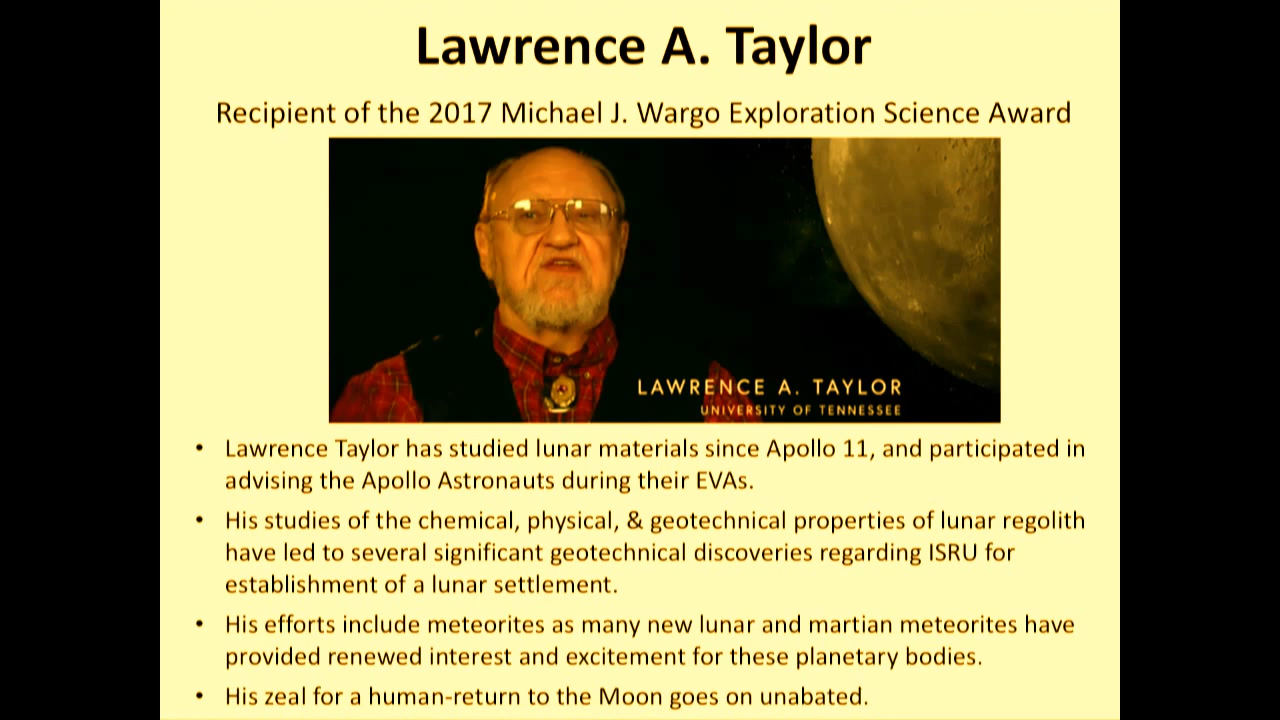 Lawrence A. Taylor
Recipient of the 2017 Michael J. Wargo Exploration Science Award
LAWRENCE A. TAYLOR
UNIVERSITY OF TENNESSEE
• Lawrence Taylor has studied lunar materials since Apollo 11, and participated in
advising the Apollo Astronauts during their EVAs.
• His studies of the chemical, physical, & geotechnical properties of lunar regolith
have led to several significant geotechnical discoveries regarding ISRU for
establishment of a lunar settlement.
• His efforts include meteorites as many new lunar and martian meteorites have
provided renewed interest and excitement for these planetary bodies.
• His zeal for a human-return to the Moon goes on unabated.